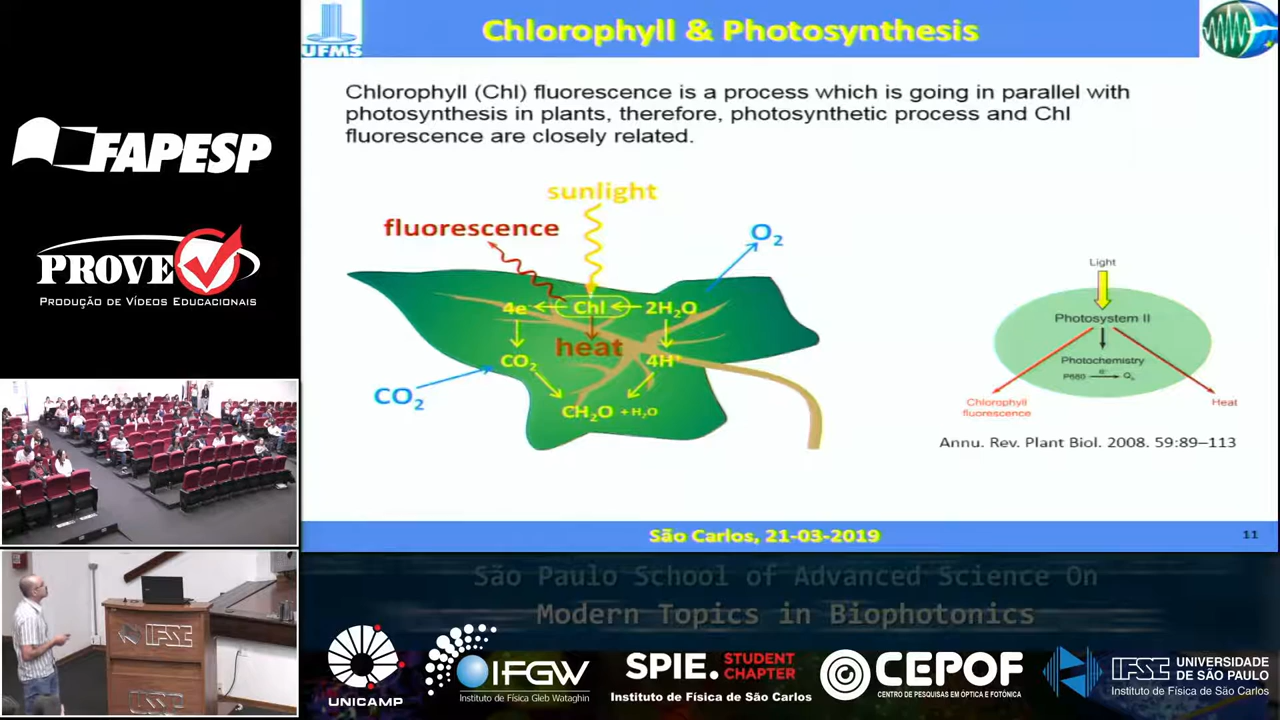 UFMS
Chlorophyll & Photosynthesis
Chlorophyll (Chl) fluorescence is a process which is going in parallel with
photosynthesis in plants, therefore, photosynthetic process and Chl
fluorescence are closely related.
sunlight
fluorescence
O₂
4e⁻
Chl
2H₂O
heat
CO₂
4H⁺
CO₂
CH₂O + H₂O
Light
Photosystem II
Photochemistry
P680
e⁻
Chlorophyll
fluorescence
Heat
Annu. Rev. Plant Biol. 2008. 59:89–113
São Carlos, 21-03-2019
11
FAPESP
PROVE
PRODUÇÃO DE VÍDEOS EDUCACIONAIS
IFSC
São Paulo School of Advanced Science On
Modern Topics in Biophotonics
UNICAMP
IFGW
Instituto de Física Gleb Wataghin
SPIE. STUDENT
CHAPTER
Instituto de Física de São Carlos
CEPOF
CENTRO DE PESQUISAS EM ÓPTICA E FOTÔNICA
IFSC UNIVERSIDADE
DE SÃO PAULO
Instituto de Física de São Carlos